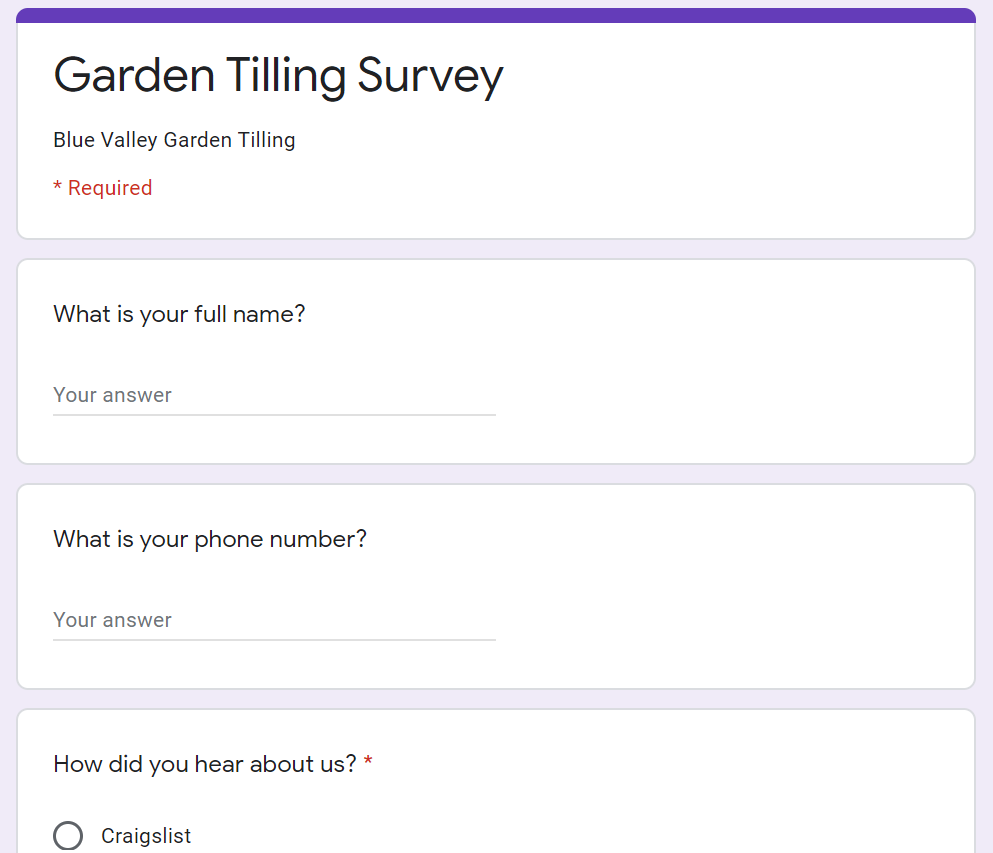 Garden Tilling Survey
Blue Valley Garden Tilling
* Required
What is your full name?
Your answer
What is your phone number?
Your answer
How did you hear about us? *
Craigslist